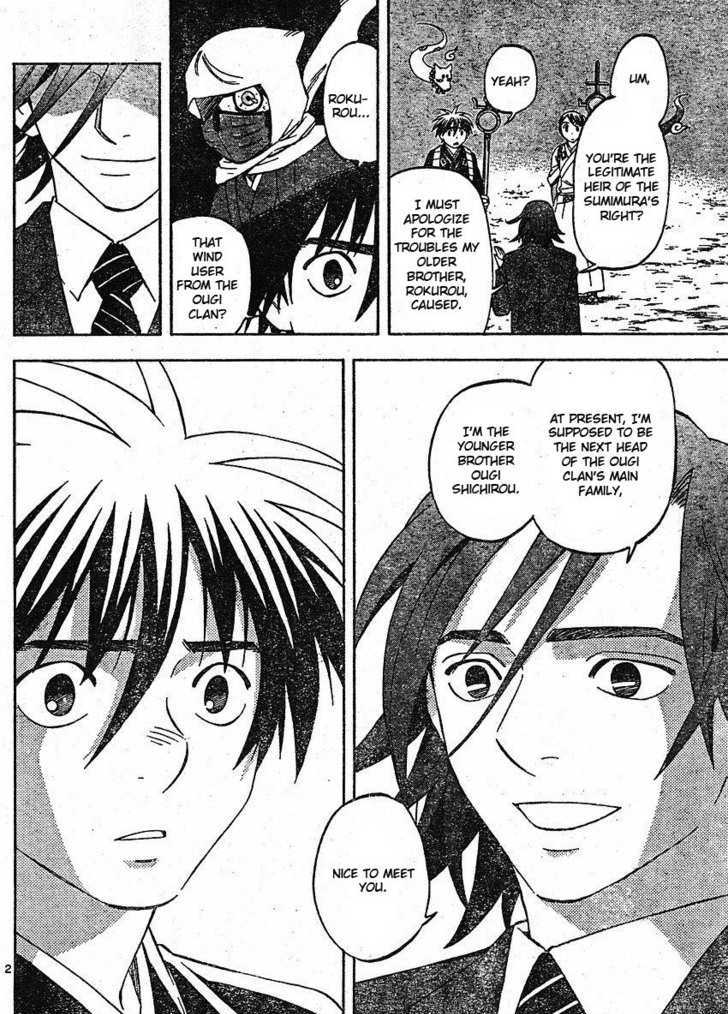 UM,
YOU'RE THE
LEGITIMATE
HEIR OF THE
SUMIMURA'S
RIGHT?
YEAH?
I MUST
APOLOGIZE
FOR THE
TROUBLES MY
OLDER
BROTHER,
ROKUROU,
CAUSED.
ROKU-
ROU...
THAT
WIND
USER
FROM THE
OUGI
CLAN?
AT PRESENT, I'M
SUPPOSED TO BE
THE NEXT HEAD
OF THE OUGI
CLAN'S MAIN
FAMILY,
I'M THE
YOUNGER
BROTHER
OUGI
SHICHIROU.
NICE TO MEET
YOU.
2